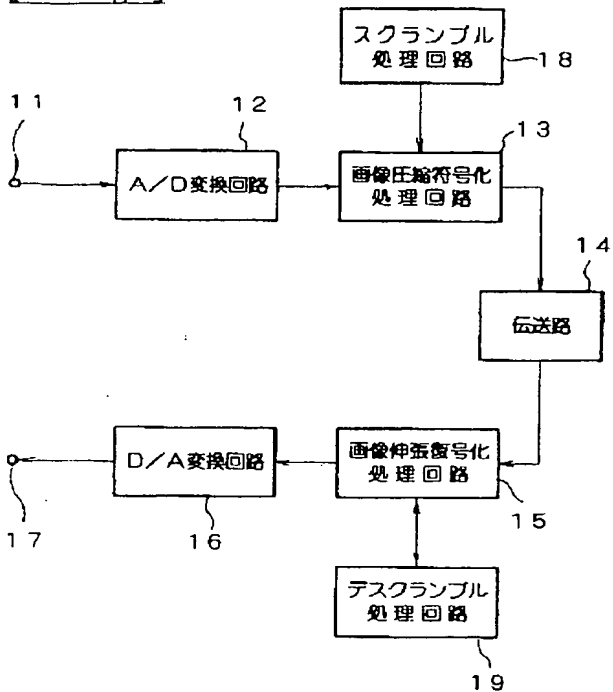 スクランブル
処理回路
18
11
12
13
A/D変換回路
画像圧縮符号化
処理回路
14
伝送路
D/A変換回路
画像伸張復号化
処理回路
17
16
15
デスクランブル
処理回路
19